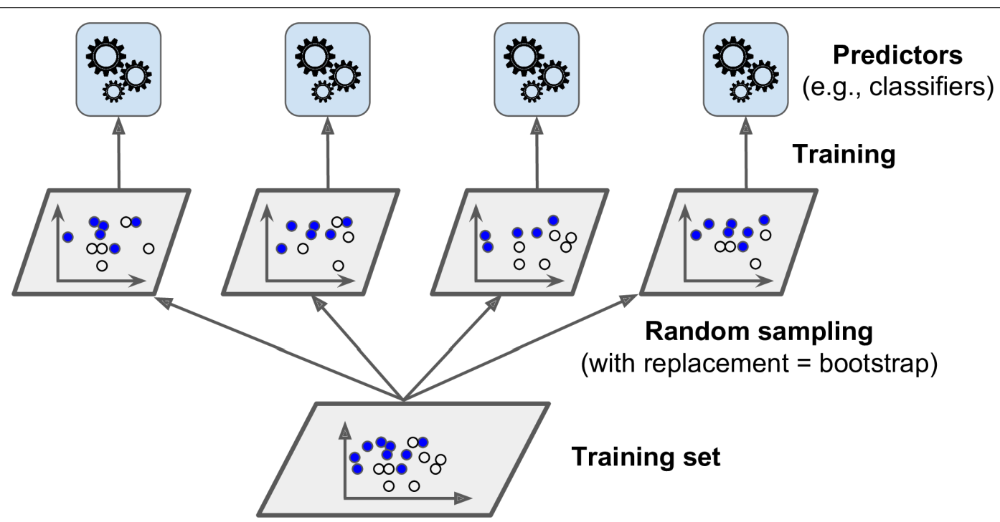 Predictors
(e.g., classifiers)
Training
Random sampling
(with replacement = bootstrap)
Training set